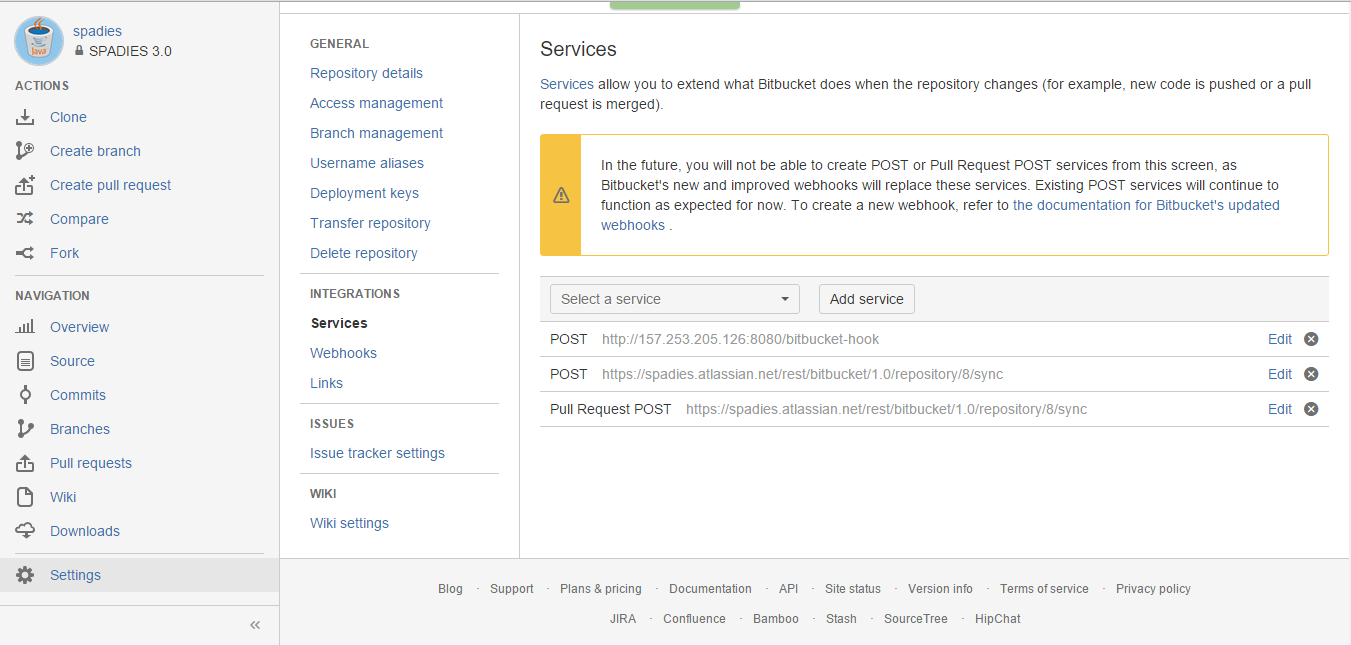 spadies
SPADIES 3.0
ACTIONS
Clone
Create branch
Create pull request
Compare
Fork
NAVIGATION
Overview
Source
Commits
Branches
Pull requests
Wiki
Downloads
Settings
«
GENERAL
Repository details
Access management
Branch management
Username aliases
Deployment keys
Transfer repository
Delete repository
INTEGRATIONS
Services
Webhooks
Links
ISSUES
Issue tracker settings
WIKI
Wiki settings
Services
Services allow you to extend what Bitbucket does when the repository changes (for example, new code is pushed or a pull
request is merged).
In the future, you will not be able to create POST or Pull Request POST services from this screen, as
Bitbucket's new and improved webhooks will replace these services. Existing POST services will continue to
function as expected for now. To create a new webhook, refer to the documentation for Bitbucket's updated
webhooks .
Select a service Add service
POST http://157.253.205.126:8080/bitbucket-hook Edit
POST https://spadies.atlassian.net/rest/bitbucket/1.0/repository/8/sync Edit
Pull Request POST https://spadies.atlassian.net/rest/bitbucket/1.0/repository/8/sync Edit
Blog · Support · Plans & pricing · Documentation · API · Site status · Version info · Terms of service · Privacy policy
JIRA · Confluence · Bamboo · Stash · SourceTree · HipChat
Java